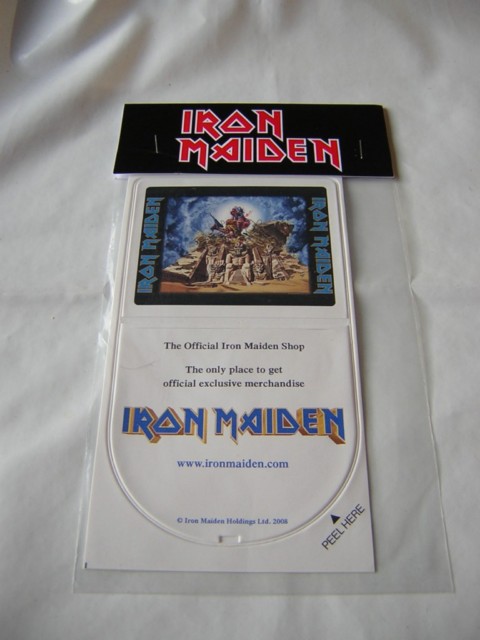 IRON
MAIDEN
IRON MAIDEN
IRON MAIDEN
The Official Iron Maiden Shop
The only place to get
official exclusive merchandise
IRON MAIDEN
www.ironmaiden.com
© Iron Maiden Holdings Ltd. 2008
PEEL HERE